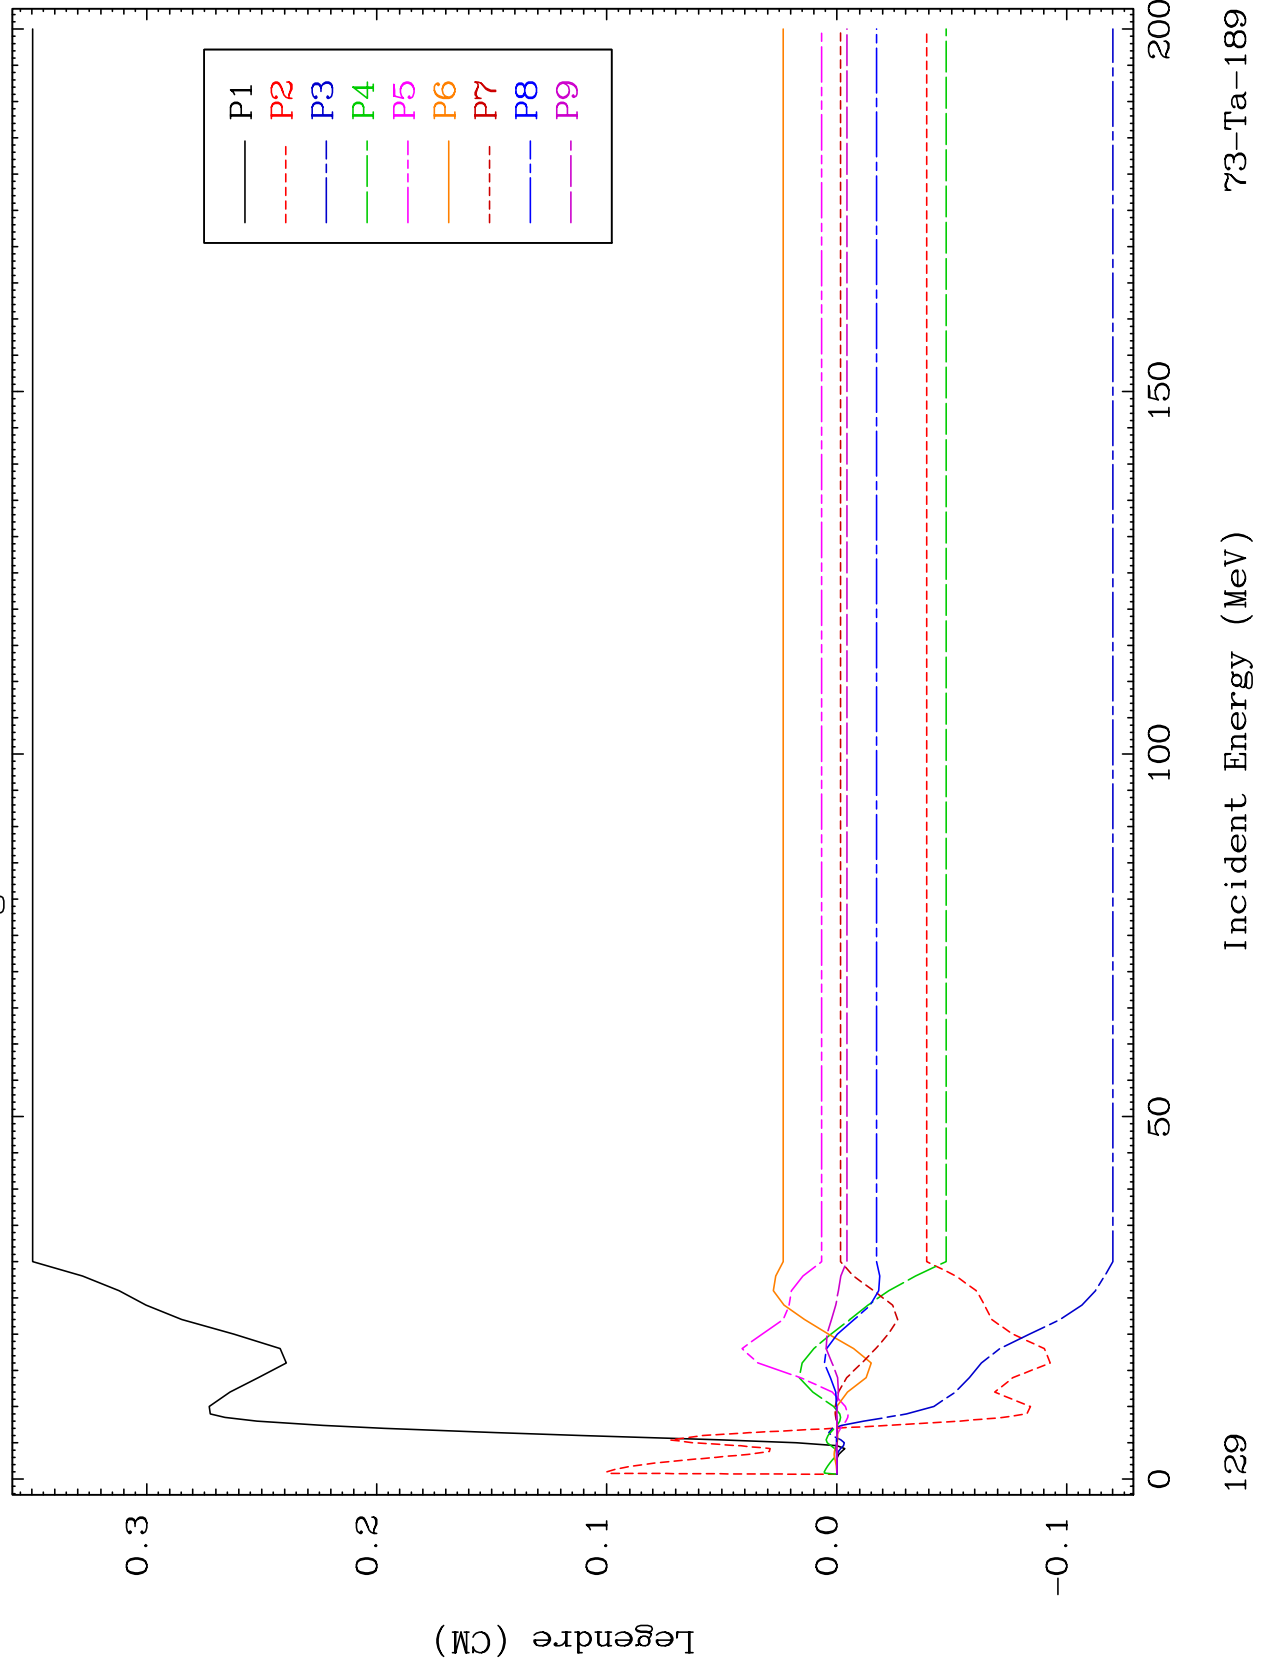 P1
P2
P3
P4
P5
P6
P7
P8
P9
0.3
0.2
0.1
0.0
-0.1
Legendre (CM)
0 50 100 150 200
Incident Energy (MeV)
129 73-Ta-189